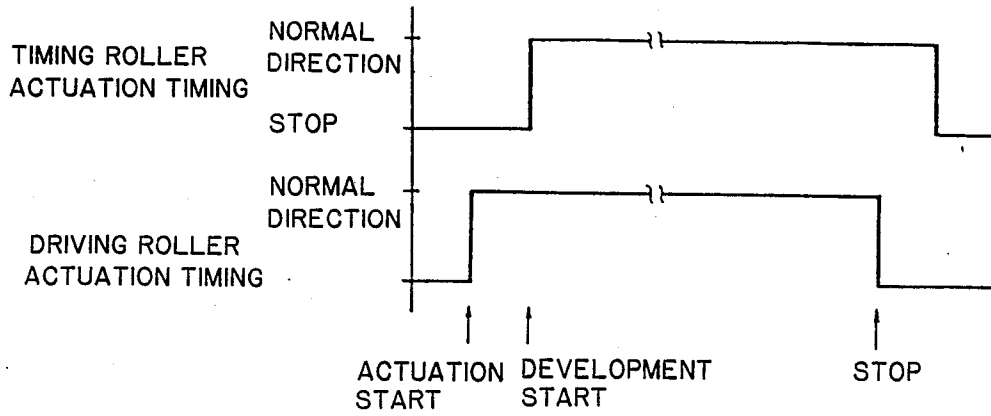 TIMING ROLLER
ACTUATION TIMING
NORMAL
DIRECTION
STOP
DRIVING ROLLER
ACTUATION TIMING
NORMAL
DIRECTION
ACTUATION
START
DEVELOPMENT
START
STOP